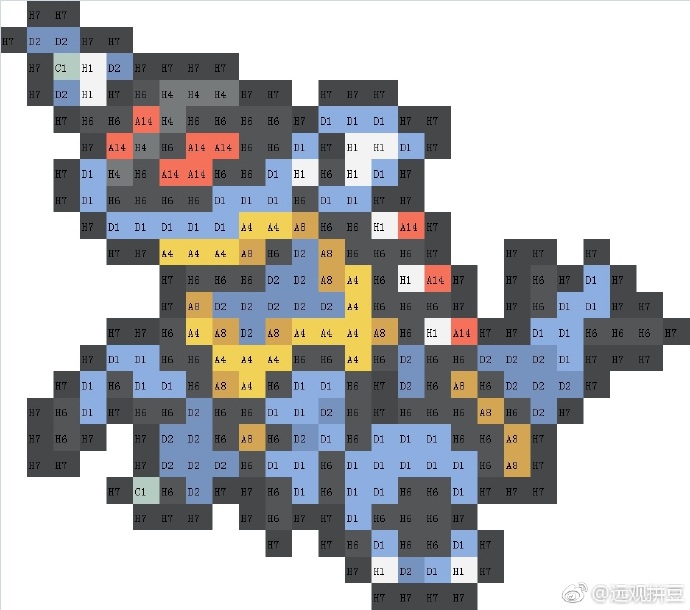 H7 H7
H7 D2 D2 H7 H7
H7 C1 H1 D2 H7 H7 H7 H7
H7 D2 H1 H7 H6 H4 H4 H4 H7 H7 H7 H7 H7
H7 H6 H6 A14 H4 H6 H6 H6 H6 H7 D1 D1 D1 H7 H7
H7 A14 H4 H6 A14 A14 H6 H6 D1 H7 H1 H1 D1 H7
H7 D1 H4 H6 A14 A14 H6 H6 D1 H1 H6 H1 D1 H7
H7 D1 H6 H6 H6 H6 D1 D1 D1 H6 D1 D1 H7 H7
H7 D1 D1 D1 D1 D1 A4 A4 A8 H6 H6 H1 A14 H7
H7 H7 A4 A4 A4 A8 H6 D2 A8 H6 H6 H6 H6 H7 H7 H7
H7 H6 H6 H6 D2 D2 D2 A8 A4 H6 H1 A14 H7 H7 H6 H7 D1 H7
H7 A8 D2 D2 D2 D2 D2 A4 H6 H6 H6 H7 H7 H6 D1 D1 H7 H7
H7 H7 H6 A4 A8 D2 A8 A4 A4 A4 A8 H6 H1 A14 H7 H7 D1 D1 H6 H6 H6 H7
H7 D1 D1 H6 H6 A4 A4 A4 H6 H6 A4 H6 D2 H6 H6 D2 D2 D2 D1 H7 H7 H7
H7 D1 H6 D1 D1 H6 A8 A4 H6 D1 D1 H6 H7 D2 H6 A8 H6 D2 D2 D2 H7
H7 H6 D1 H7 H6 H6 D2 H6 H6 D1 D1 D2 H6 H7 H6 H6 H6 A8 H6 D2 H7
H7 H6 H7 H7 D2 D2 H6 A8 H6 D2 D1 H6 D1 D1 D1 H6 H6 A8 H7
H7 H7 H7 D2 D2 D2 H6 D1 D1 H6 D1 D1 D1 D1 D1 H6 A8 H7
H7 C1 H6 D2 H7 H6 H6 D1 H6 D1 D1 H6 H6 D1 H7 H7 H7
H7 H7 H7 H7 H6 H7 H7 D1 H6 H6 H6 H7
H7 H7 H6 D1 H6 H6 D1 H7
H7 H1 D2 D1 H1 H7
H7 H7 H7 H7
@远观拼豆